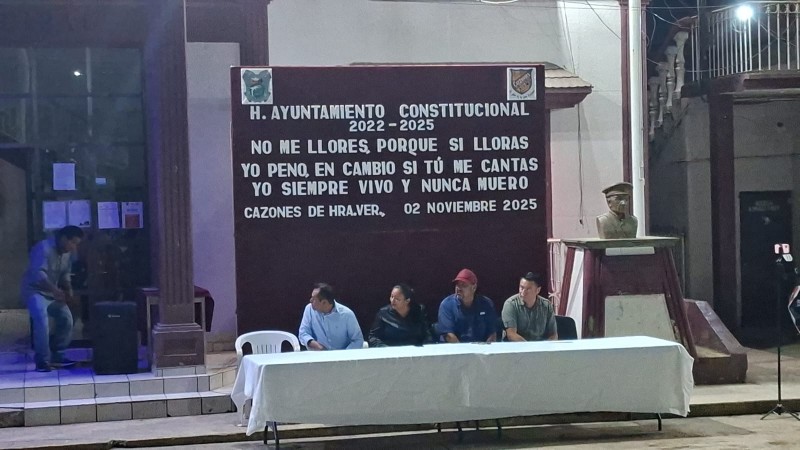 H. AYUNTAMIENTO CONSTITUCIONAL
2022-2025
NO ME LLORES, PORQUE SI LLORAS
YO PENO, EN CAMBIO SI TÚ ME CANTAS
YO SIEMPRE VIVO Y NUNCA MUERO
CAZONES DE HRA.VER., 02 NOVIEMBRE 2025